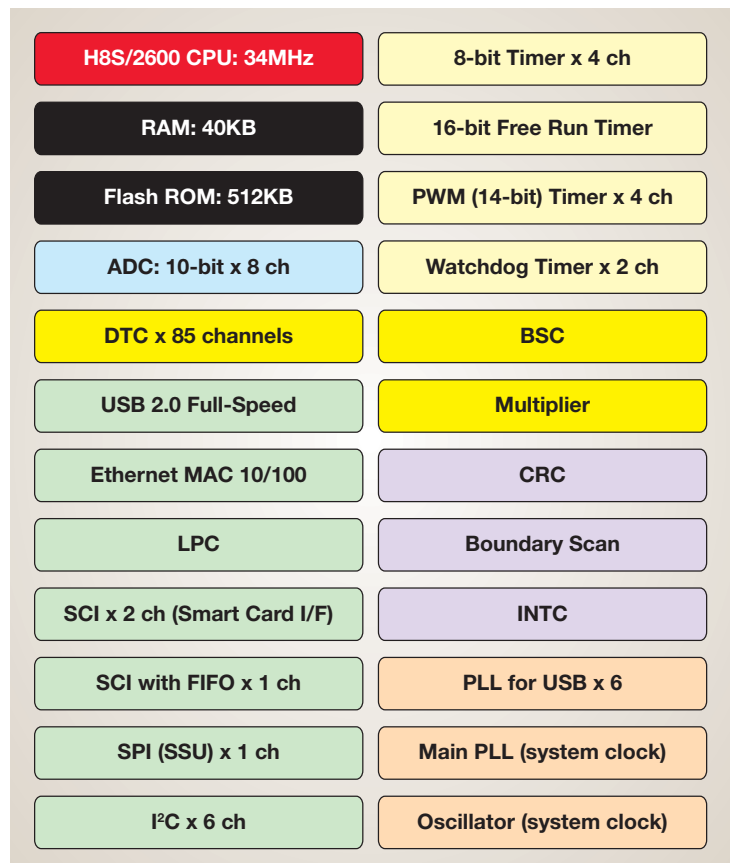 H8S/2600 CPU: 34MHz
8-bit Timer x 4 ch
RAM: 40KB
16-bit Free Run Timer
Flash ROM: 512KB
PWM (14-bit) Timer x 4 ch
ADC: 10-bit x 8 ch
Watchdog Timer x 2 ch
DTC x 85 channels
BSC
USB 2.0 Full-Speed
Multiplier
Ethernet MAC 10/100
CRC
LPC
Boundary Scan
SCI x 2 ch (Smart Card I/F)
INTC
SCI with FIFO x 1 ch
PLL for USB x 6
SPI (SSU) x 1 ch
Main PLL (system clock)
I²C x 6 ch
Oscillator (system clock)